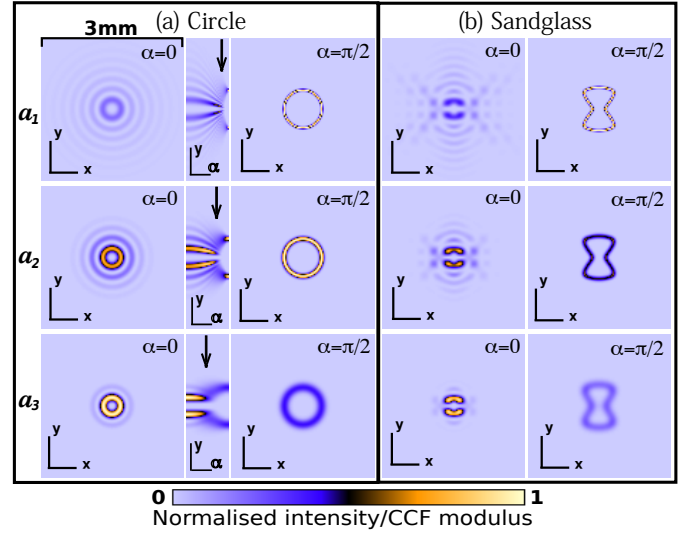 (a) Circle
(b) Sandglass
3mm
α=0
α=π/2
α=0
α=π/2
a1
y
x
y
α
y
x
y
x
y
x
α=0
α=π/2
α=0
α=π/2
a2
y
x
y
α
y
x
y
x
y
x
α=0
α=π/2
α=0
α=π/2
a3
y
x
y
α
y
x
y
x
y
x
0
1
Normalised intensity/CCF modulus